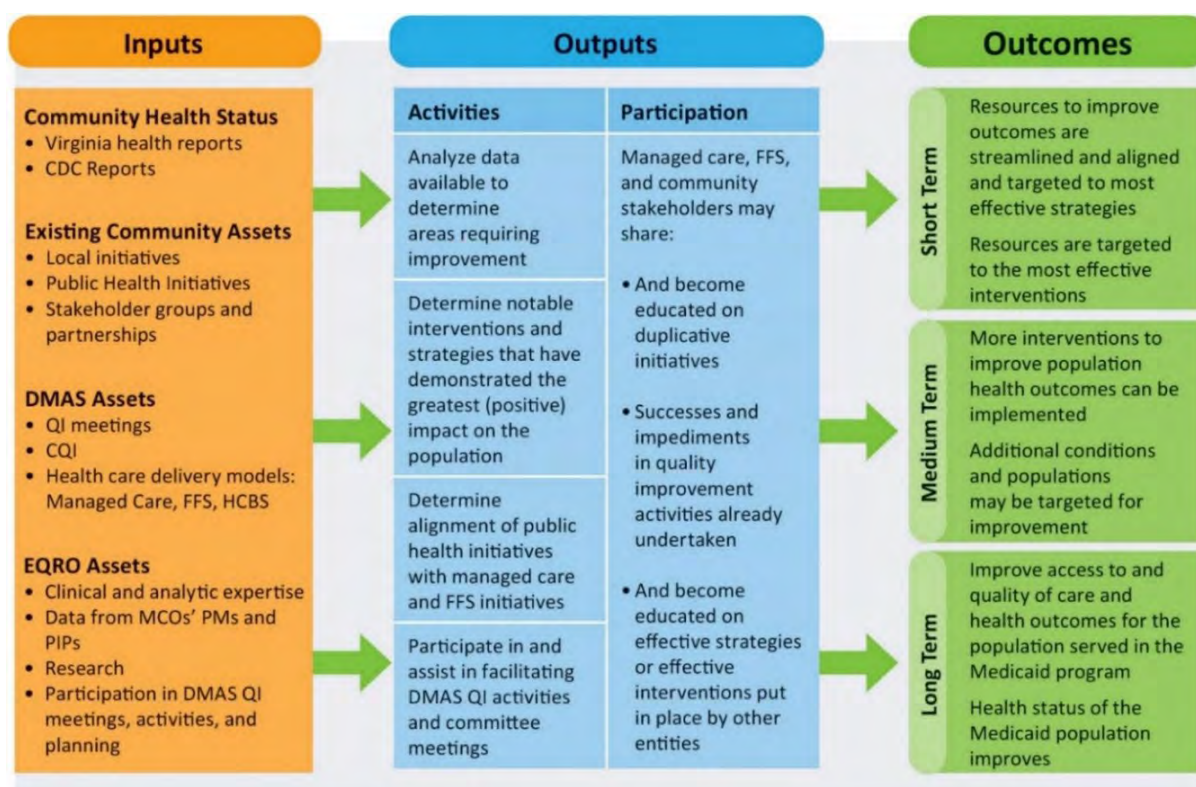 Inputs
Community Health Status
• Virginia health reports
• CDC Reports
Existing Community Assets
• Local initiatives
• Public Health Initiatives
• Stakeholder groups and
partnerships
DMAS Assets
• QI meetings
• CQI
• Health care delivery models:
Managed Care, FFS, HCBS
EQRO Assets
• Clinical and analytic expertise
• Data from MCOs' PMs and
PIPs
• Research
• Participation in DMAS QI
meetings, activities, and
planning
Outputs
Activities
Analyze data
available to
determine
areas requiring
improvement
Determine notable
interventions and
strategies that have
demonstrated the
greatest (positive)
impact on the
population
Determine
alignment of public
health initiatives
with managed care
and FFS initiatives
Participate in and
assist in facilitating
DMAS QI activities
and committee
meetings
Participation
Managed care, FFS,
and community
stakeholders may
share:
• And become
educated on
duplicative
initiatives
• Successes and
impediments
in quality
improvement
activities already
undertaken
• And become
educated on
effective strategies
or effective
interventions put
in place by other
entities
Outcomes
Short Term
Resources to improve
outcomes are
streamlined and aligned
and targeted to most
effective strategies
Resources are targeted
to the most effective
interventions
Medium Term
More interventions to
improve population
health outcomes can be
implemented
Additional conditions
and populations
may be targeted for
improvement
Long Term
Improve access to and
quality of care and
health outcomes for the
population served in the
Medicaid program
Health status of the
Medicaid population
improves